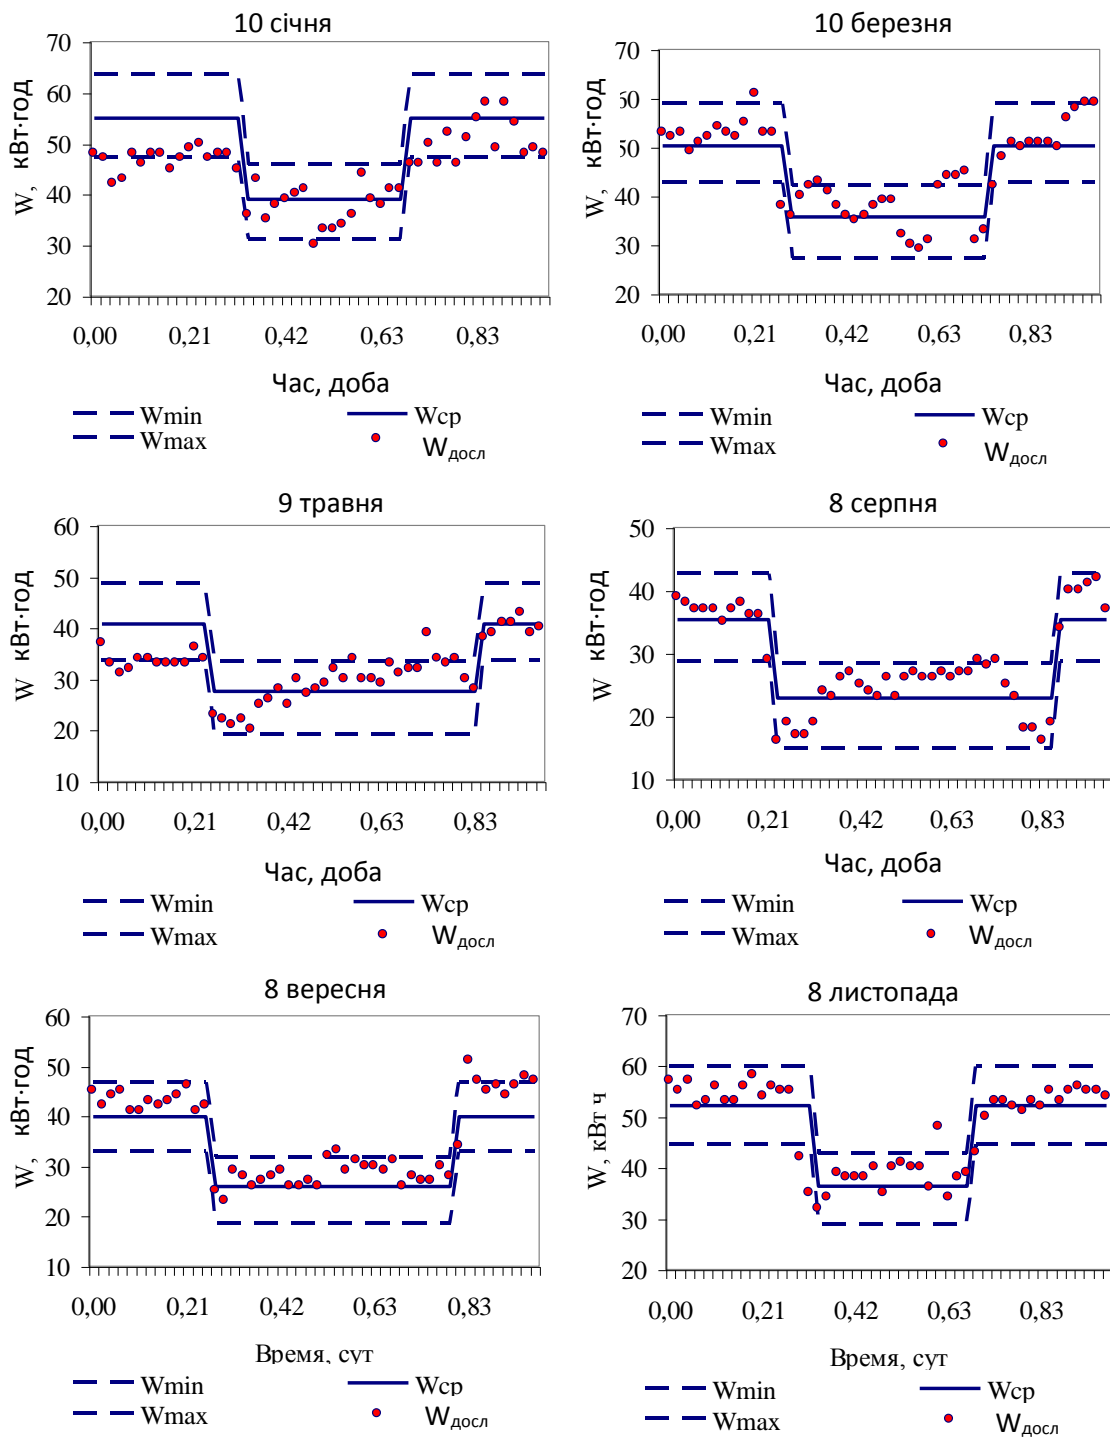 10 січня
W, кВт·год
70
60
50
40
30
20
0,00 0,21 0,42 0,63 0,83
Час, доба
Wmin Wcp
Wmax Wдосл
10 березня
W, кВт·год
70
60
50
40
30
20
0,00 0,21 0,42 0,63 0,83
Час, доба
Wmin Wcp
Wmax Wдосл
9 травня
W кВт·год
60
50
40
30
20
10
0,00 0,21 0,42 0,63 0,83
Час, доба
Wmin Wcp
Wmax Wдосл
8 серпня
W кВт·год
50
40
30
20
10
0,00 0,21 0,42 0,63 0,83
Час, доба
Wmin Wcp
Wmax Wдосл
8 вересня
W, кВт·год
60
50
40
30
20
10
0,00 0,21 0,42 0,63 0,83
Время, сут
Wmin Wcp
Wmax Wдосл
8 листопада
W, кВт ч
70
60
50
40
30
20
0,00 0,21 0,42 0,63 0,83
Время, сут
Wmin Wcp
Wmax Wдосл